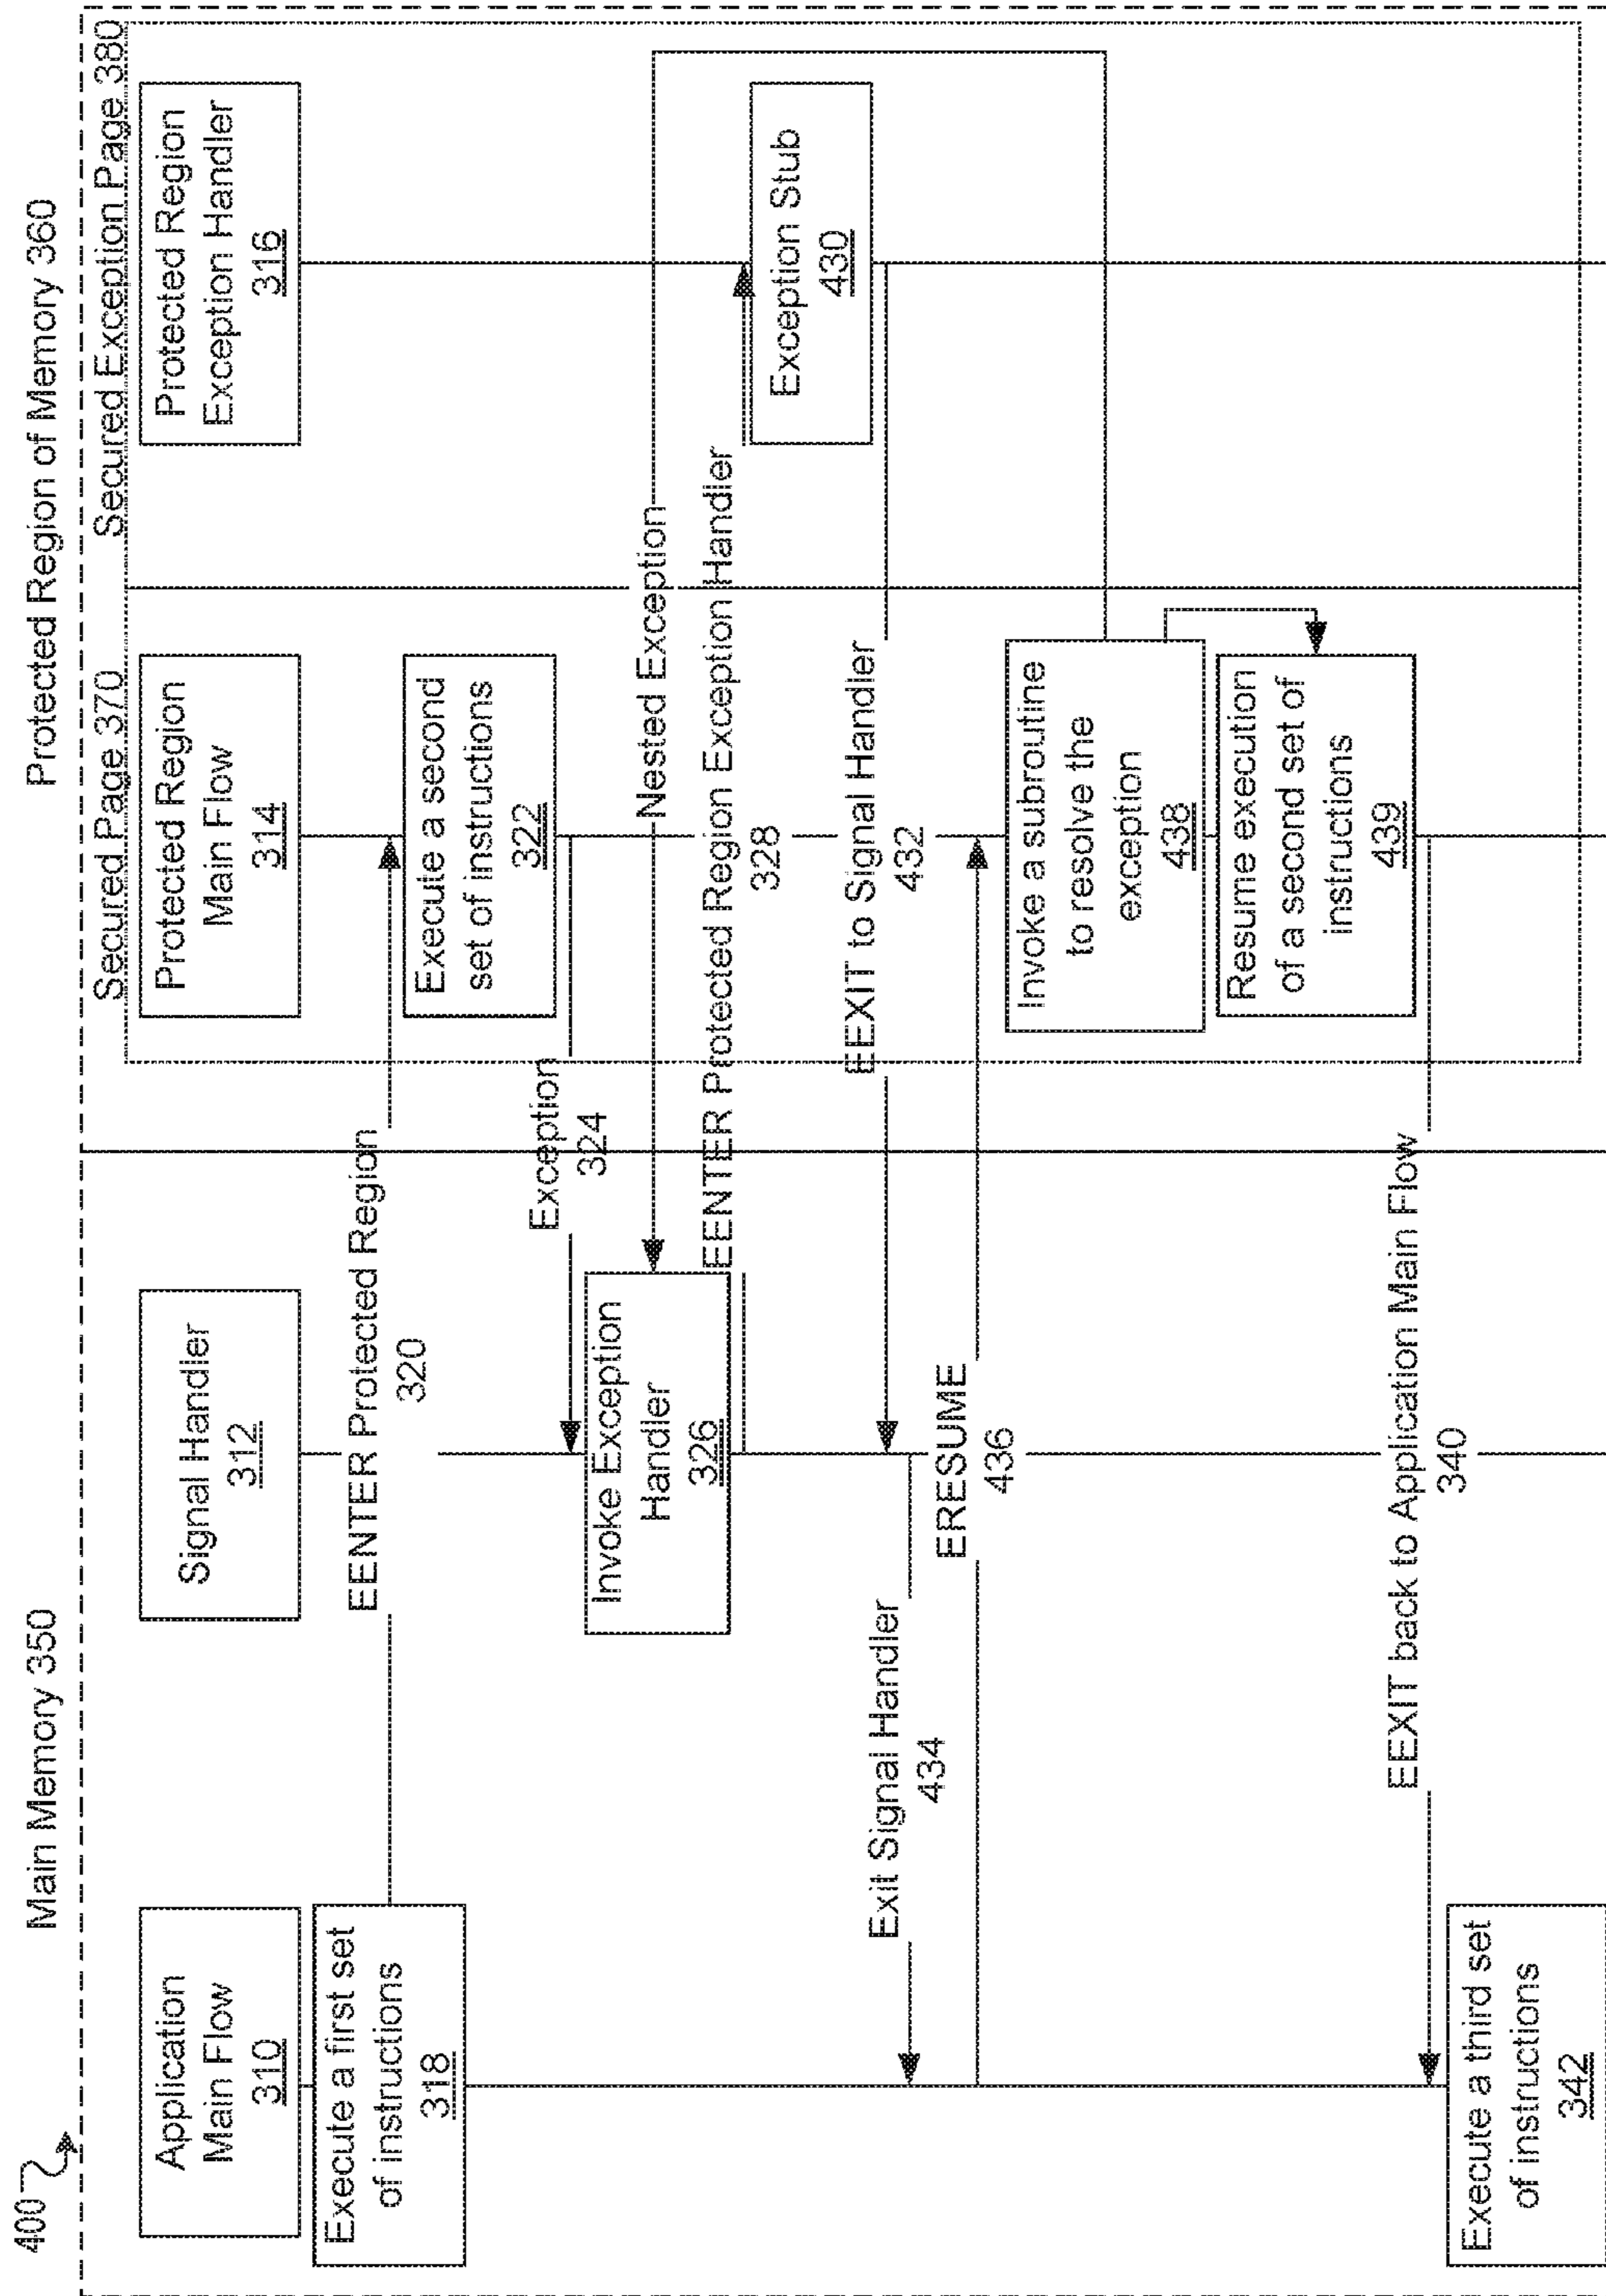 400
Main Memory 350
Protected Region of Memory 360
Secured Page 370
Secured Exception Page 380
Application
Main Flow
310
Signal Handler
312
Protected Region
Main Flow
314
Protected Region
Exception Handler
316
Execute a first set
of instructions
318
EENTER Protected Region
320
Execute a second
set of instructions
322
Exception
324
Invoke Exception
Handler
326
Nested Exception
EENTER Protected Region Exception Handler
328
Exception Stub
430
EEXIT to Signal Handler
432
Exit Signal Handler
434
ERESUME
436
Invoke a subroutine
to resolve the
exception
438
Resume execution
of a second set of
instructions
439
EEXIT back to Application Main Flow
340
Execute a third set
of instructions
342